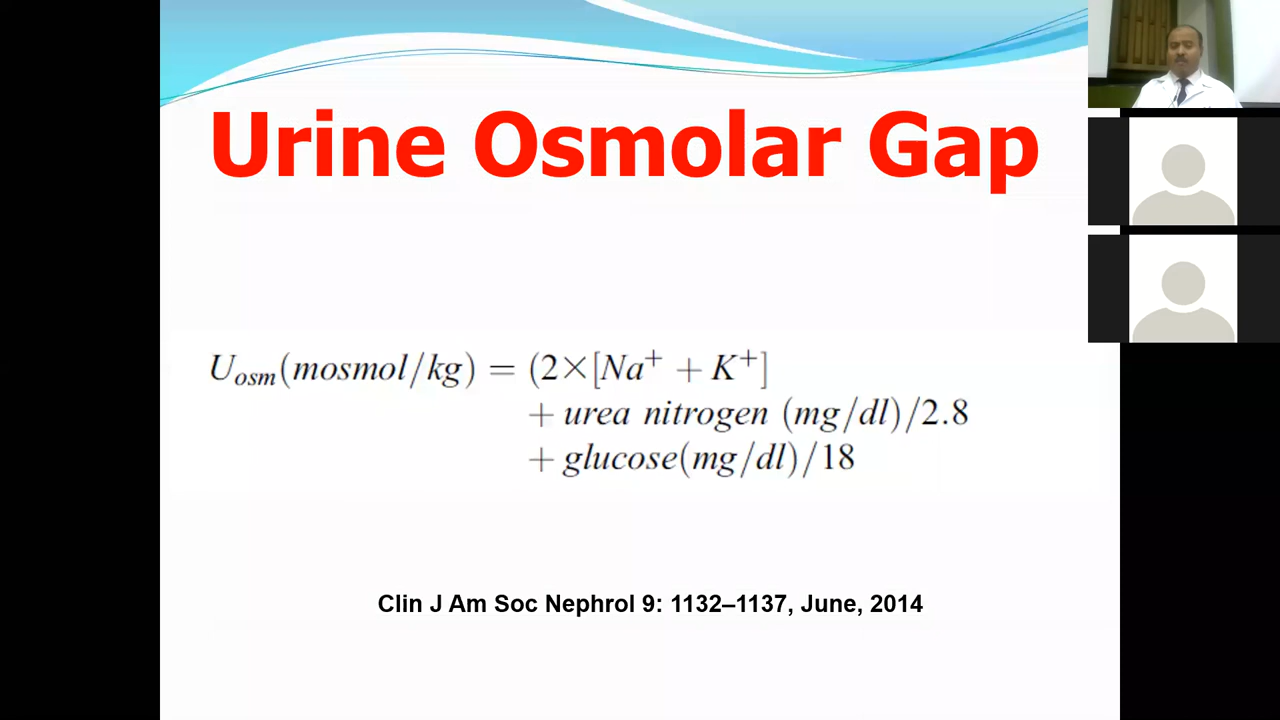 Urine Osmolar Gap
U_osm(mosmol/kg) = (2×[Na⁺ + K⁺]
+ urea nitrogen (mg/dl)/2.8
+ glucose(mg/dl)/18
Clin J Am Soc Nephrol 9: 1132–1137, June, 2014